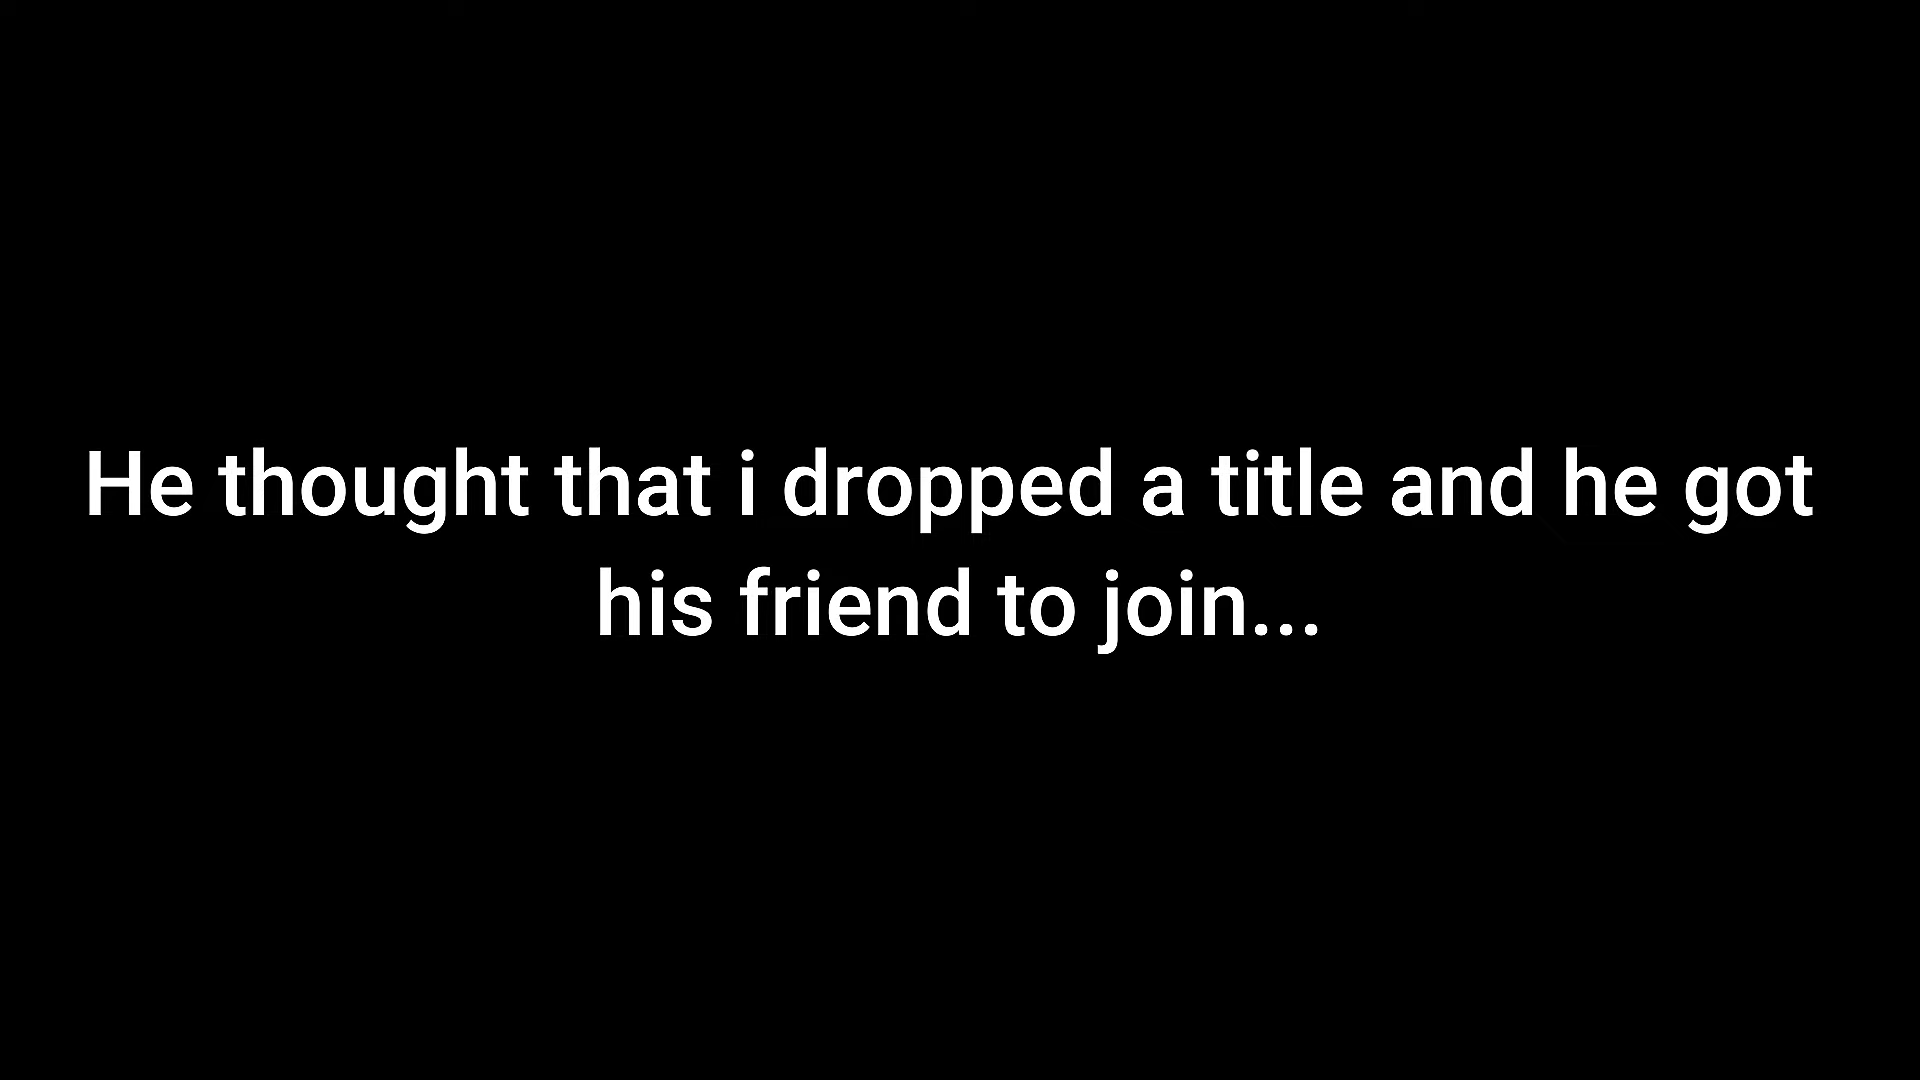 He thought that i dropped a title and he got
his friend to join...